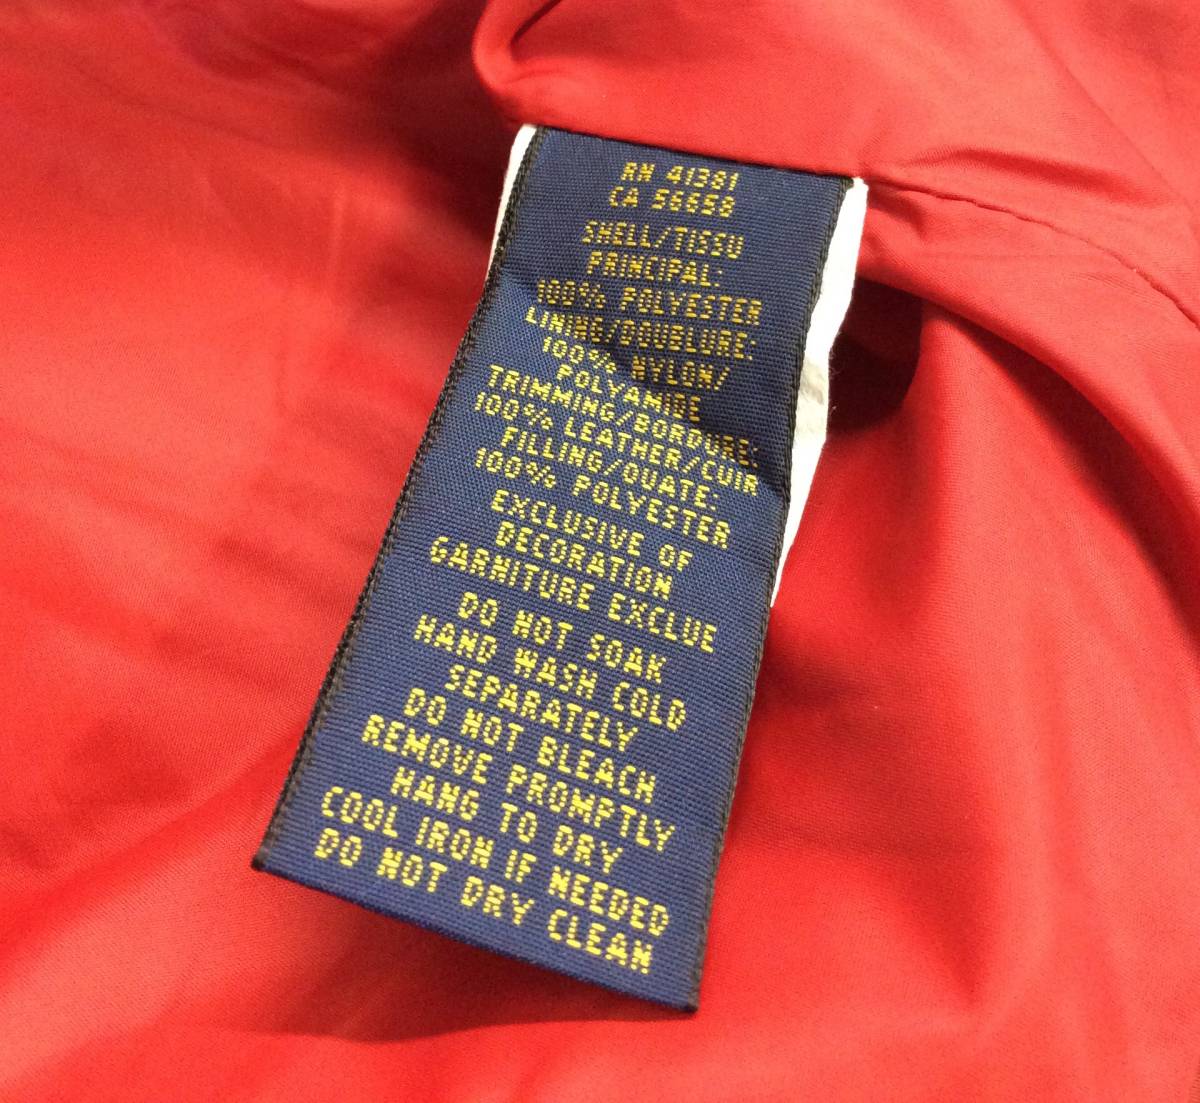 RN 41381
CA 56658
SHELL/TISSU
PRINCIPAL:
100% POLYESTER
LINING/DOUBLURE:
100% NYLON/
POLYAMIDE
TRIMMING/BORDURE:
100% LEATHER/CUIR
FILLING/OUATE:
100% POLYESTER
EXCLUSIVE OF
DECORATION
GARNITURE EXCLUE
DO NOT SOAK
HAND WASH COLD
SEPARATELY
DO NOT BLEACH
REMOVE PROMPTLY
HANG TO DRY
COOL IRON IF NEEDED
DO NOT DRY CLEAN